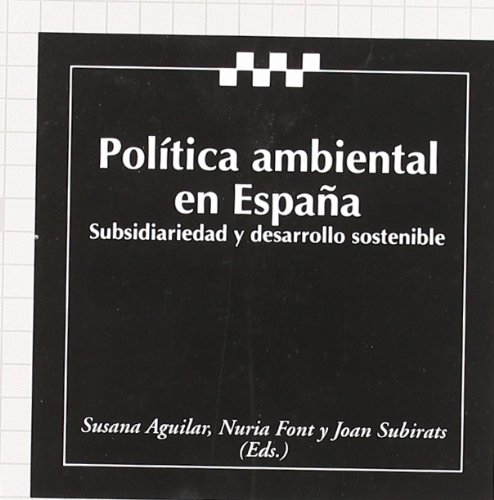 Política ambiental
en España
Subsidiariedad y desarrollo sostenible
Susana Aguilar, Nuria Font y Joan Subirats
(Eds.)